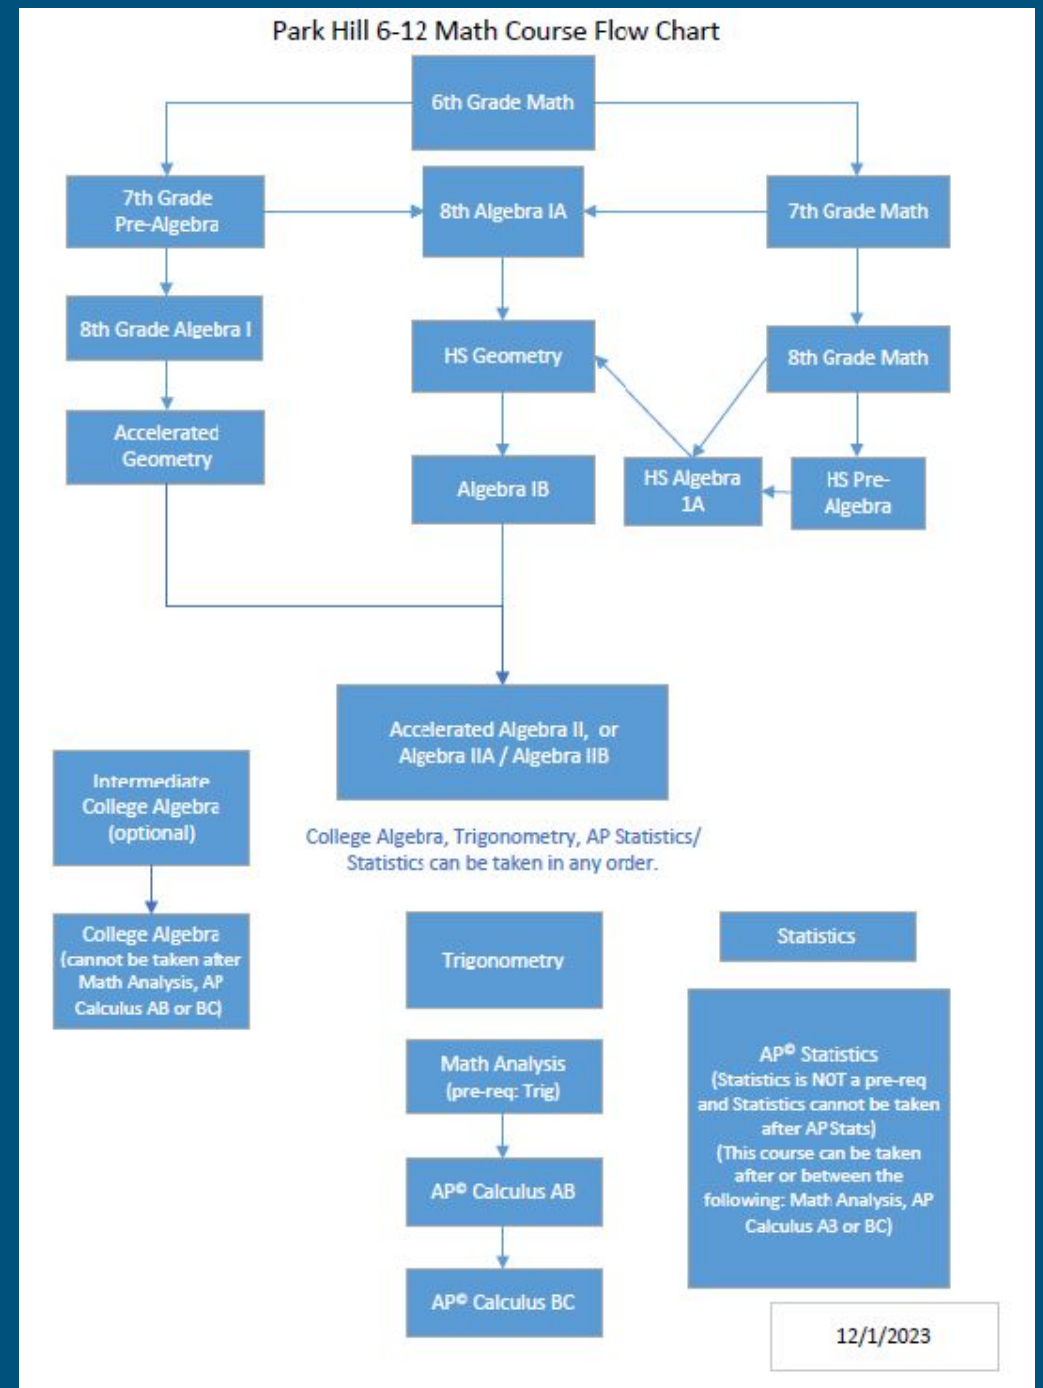 Park Hill 6-12 Math Course Flow Chart
6th Grade Math
7th Grade
Pre-Algebra
8th Algebra IA
7th Grade Math
8th Grade Algebra I
HS Geometry
8th Grade Math
Accelerated
Geometry
Algebra IB
HS Algebra
1A
HS Pre-
Algebra
Accelerated Algebra II, or
Algebra IIA / Algebra IIB
Intermediate
College Algebra
(optional)
College Algebra, Trigonometry, AP Statistics/
Statistics can be taken in any order.
College Algebra
(cannot be taken after
Math Analysis, AP
Calculus AB or BC)
Trigonometry
Statistics
Math Analysis
(pre-req: Trig)
AP© Calculus AB
AP© Calculus BC
AP© Statistics
(Statistics is NOT a pre-req
and Statistics cannot be taken
after AP Stats)
(This course can be taken
after or between the
following: Math Analysis, AP
Calculus AB or BC)
12/1/2023